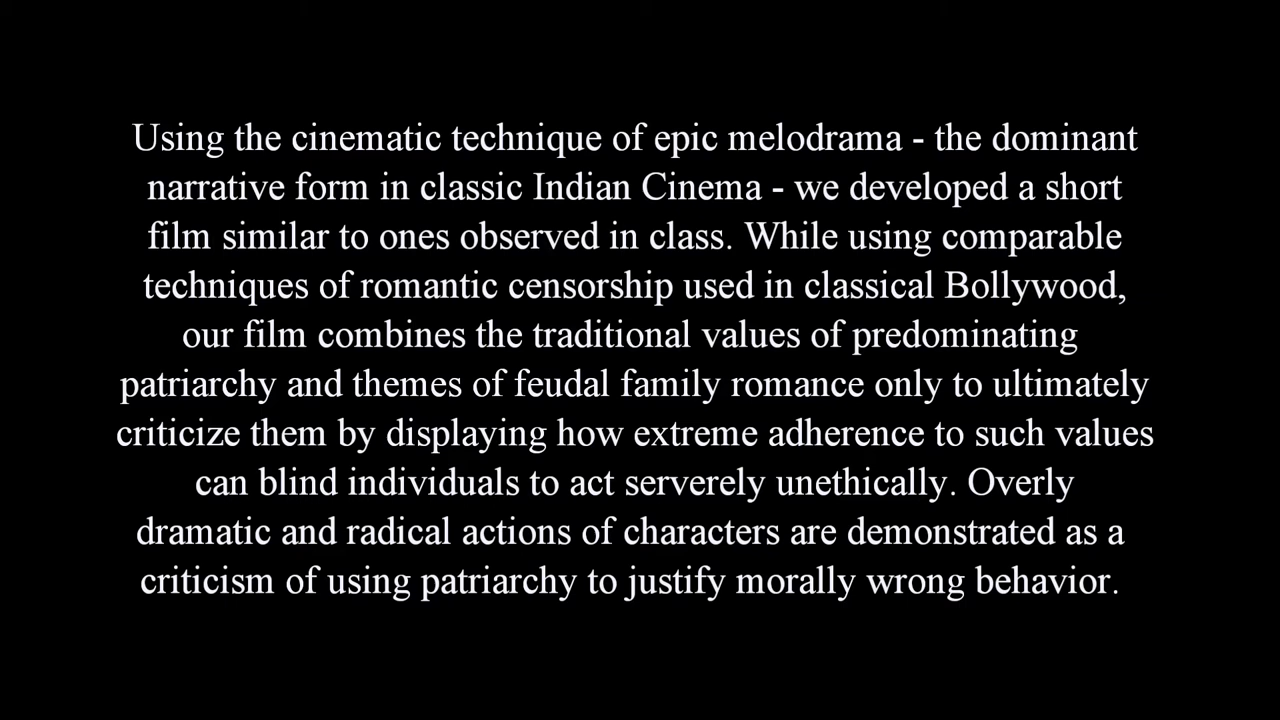 Using the cinematic technique of epic melodrama - the dominant
narrative form in classic Indian Cinema - we developed a short
film similar to ones observed in class. While using comparable
techniques of romantic censorship used in classical Bollywood,
our film combines the traditional values of predominating
patriarchy and themes of feudal family romance only to ultimately
criticize them by displaying how extreme adherence to such values
can blind individuals to act serverely unethically. Overly
dramatic and radical actions of characters are demonstrated as a
criticism of using patriarchy to justify morally wrong behavior.